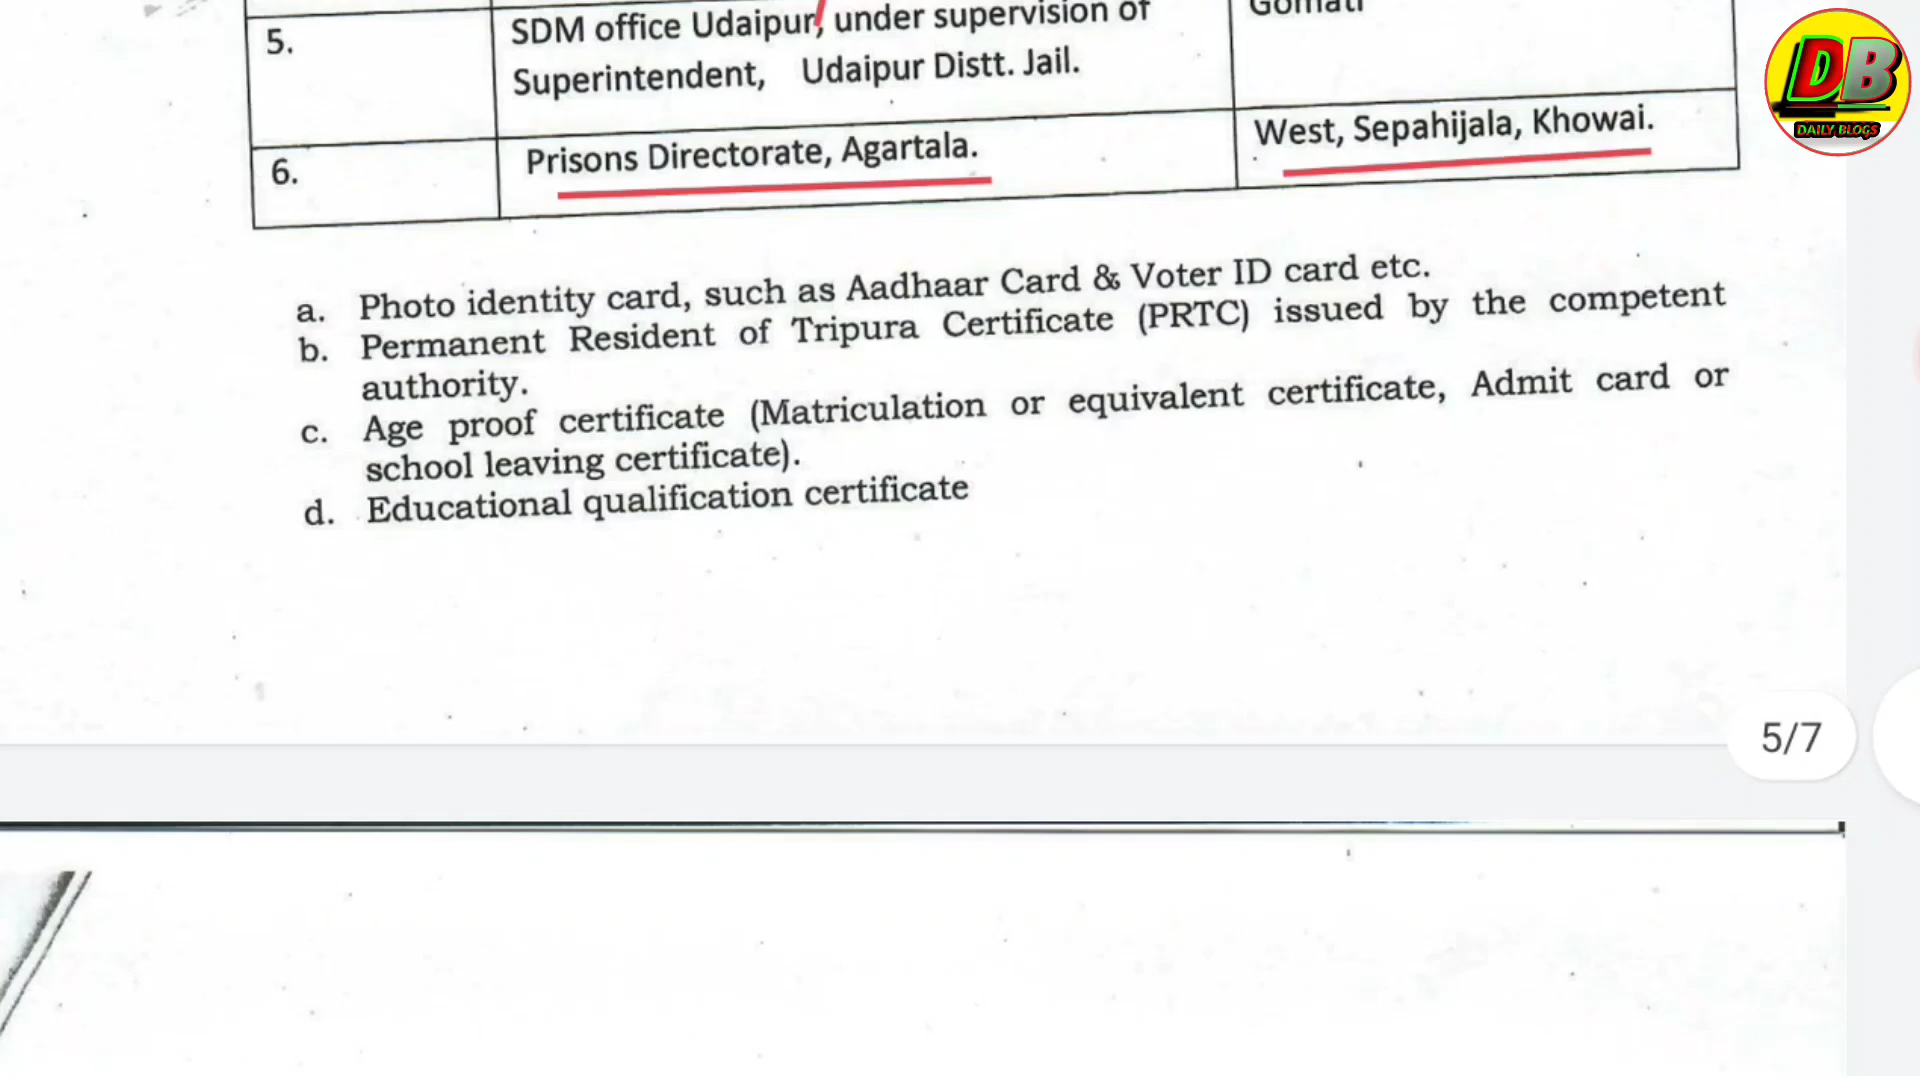 5.
SDM office Udaipur, under supervision of
Superintendent, Udaipur Distt. Jail.
Gomati
6.
Prisons Directorate, Agartala.
West, Sepahijala, Khowai.
a. Photo identity card, such as Aadhaar Card & Voter ID card etc.
b. Permanent Resident of Tripura Certificate (PRTC) issued by the competent
authority.
c. Age proof certificate (Matriculation or equivalent certificate, Admit card or
school leaving certificate).
d. Educational qualification certificate
5/7
DB
DAILY BLOGS